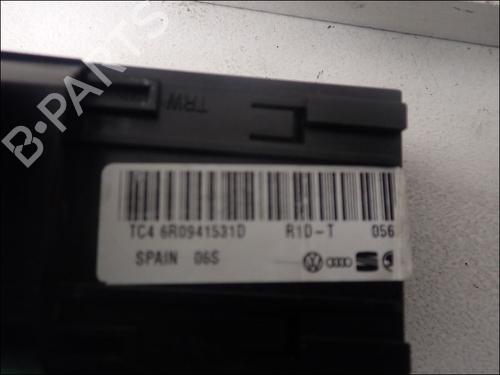 B-PARTS
TRW
TC4 6R0941531D R1D-T 056
SPAIN 06S